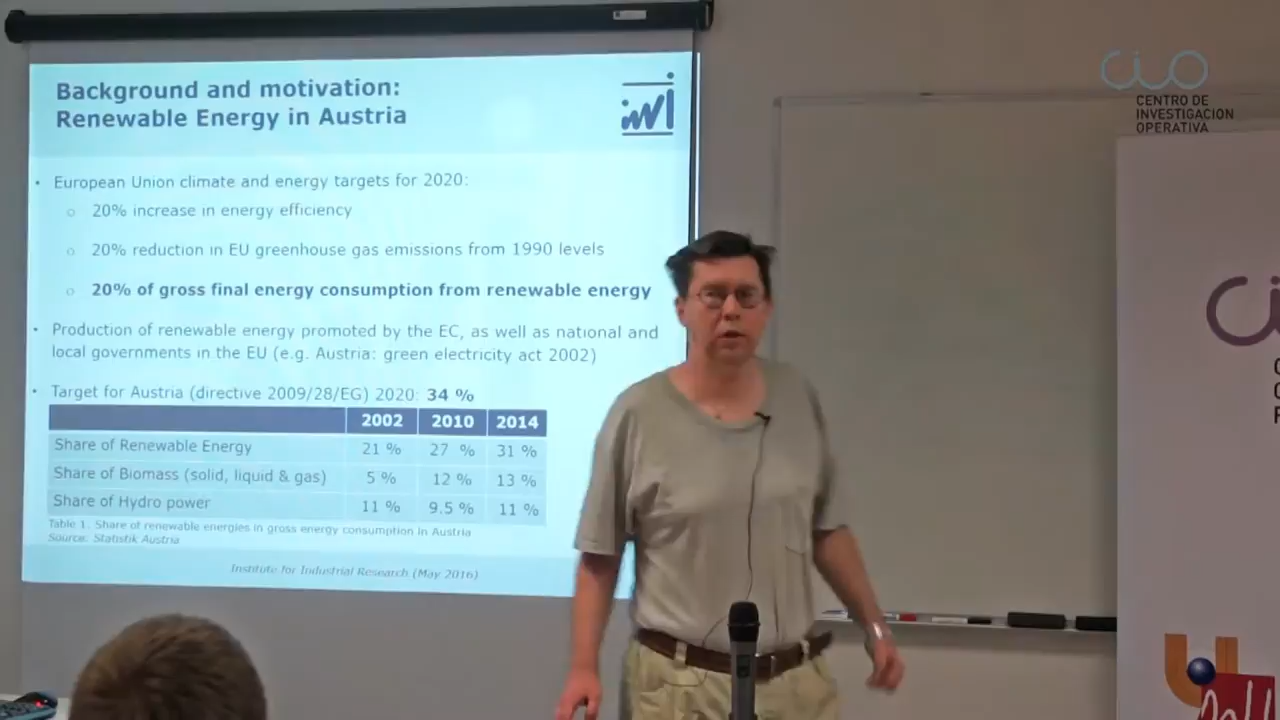 Background and motivation:
Renewable Energy in Austria
iwi
• European Union climate and energy targets for 2020:
o 20% increase in energy efficiency
o 20% reduction in EU greenhouse gas emissions from 1990 levels
o 20% of gross final energy consumption from renewable energy
• Production of renewable energy promoted by the EC, as well as national and
local governments in the EU (e.g. Austria: green electricity act 2002)
• Target for Austria (directive 2009/28/EG) 2020: 34 %
2002 2010 2014
Share of Renewable Energy 21 % 27 % 31 %
Share of Biomass (solid, liquid & gas) 5 % 12 % 13 %
Share of Hydro power 11 % 9.5 % 11 %
Table 1. Share of renewable energies in gross energy consumption in Austria
Source: Statistik Austria
Institute for Industrial Research (May 2016)
CIO
CENTRO DE
INVESTIGACION
OPERATIVA